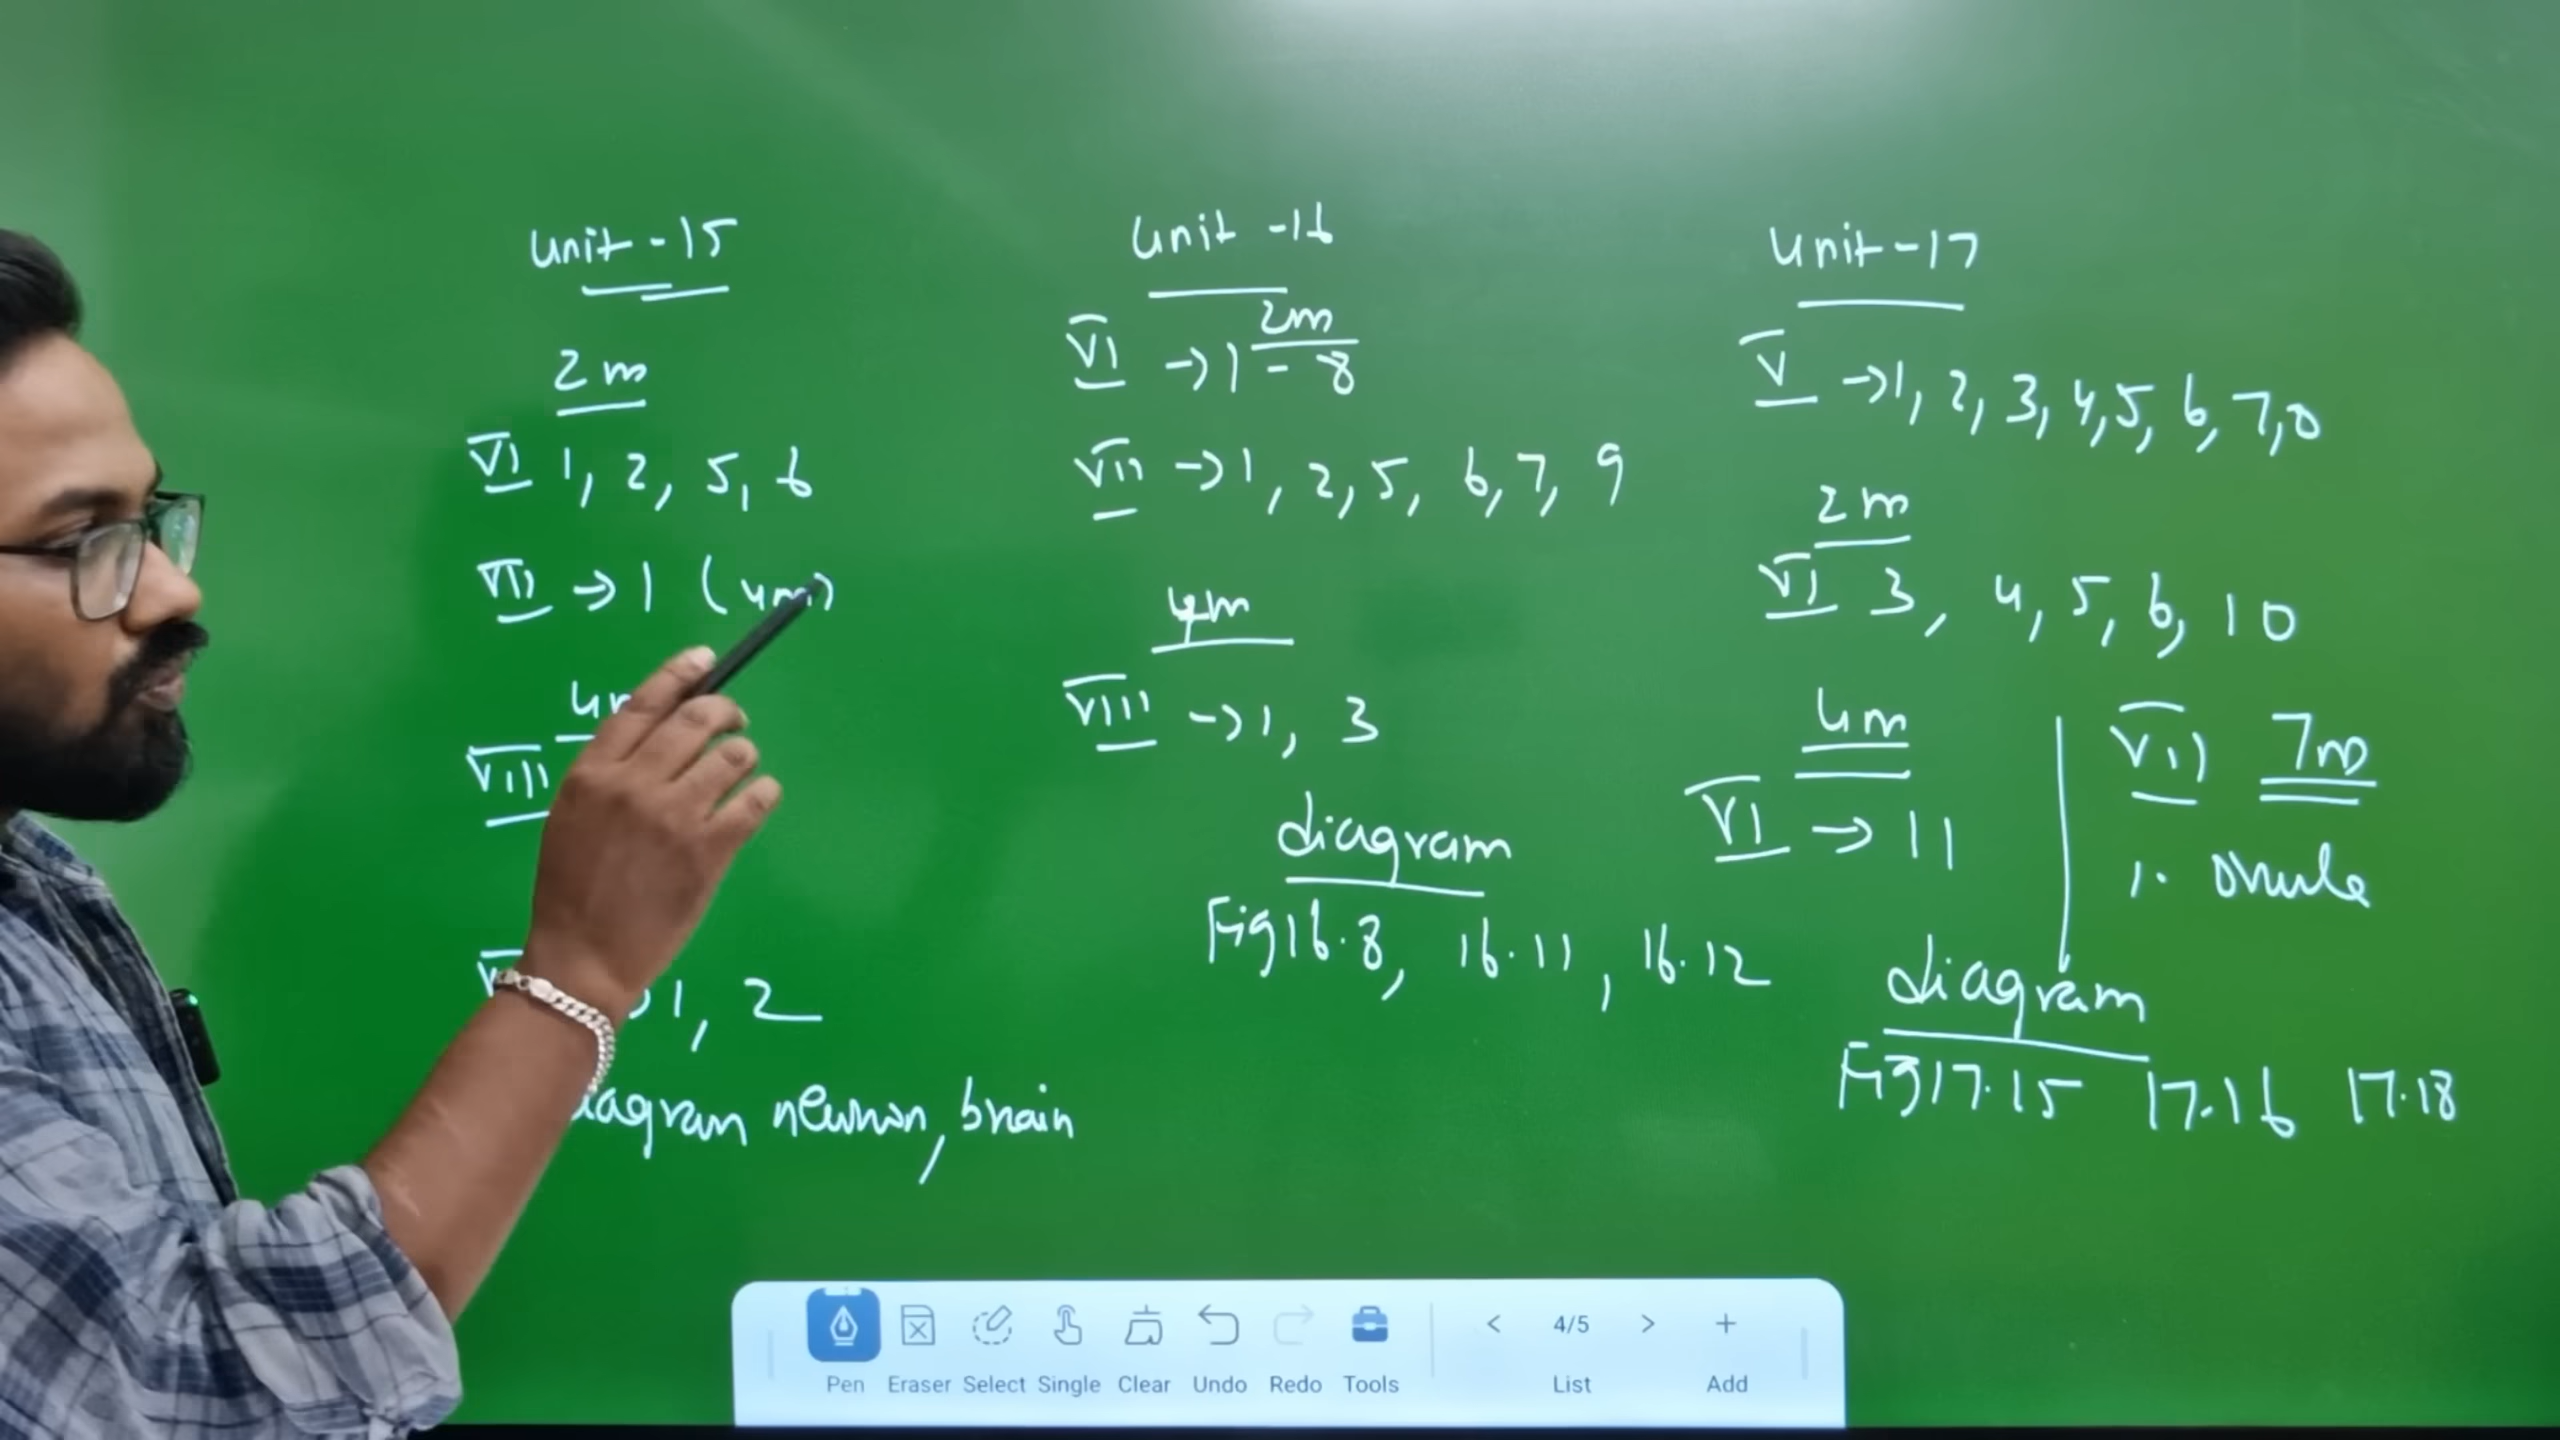 Unit - 15
2m
VI 1, 2, 5, 6
VII → 1 (4m)
VIII
→ 1, 2
diagram neuron, brain
Unit - 16
2m
VI → 1 - 8
VII → 1, 2, 5, 6, 7, 9
4m
VIII → 1, 3
diagram
Fig 16.8, 16.11, 16.12
Unit - 17
V → 1, 2, 3, 4, 5, 6, 7, 0
2m
VI 3, 4, 5, 6, 10
4m
VI → 11
VII 7m
1. Ovule
diagram
Fig 17.15 17.16 17.18
Pen Eraser Select Single Clear Undo Redo Tools < 4/5 > List + Add